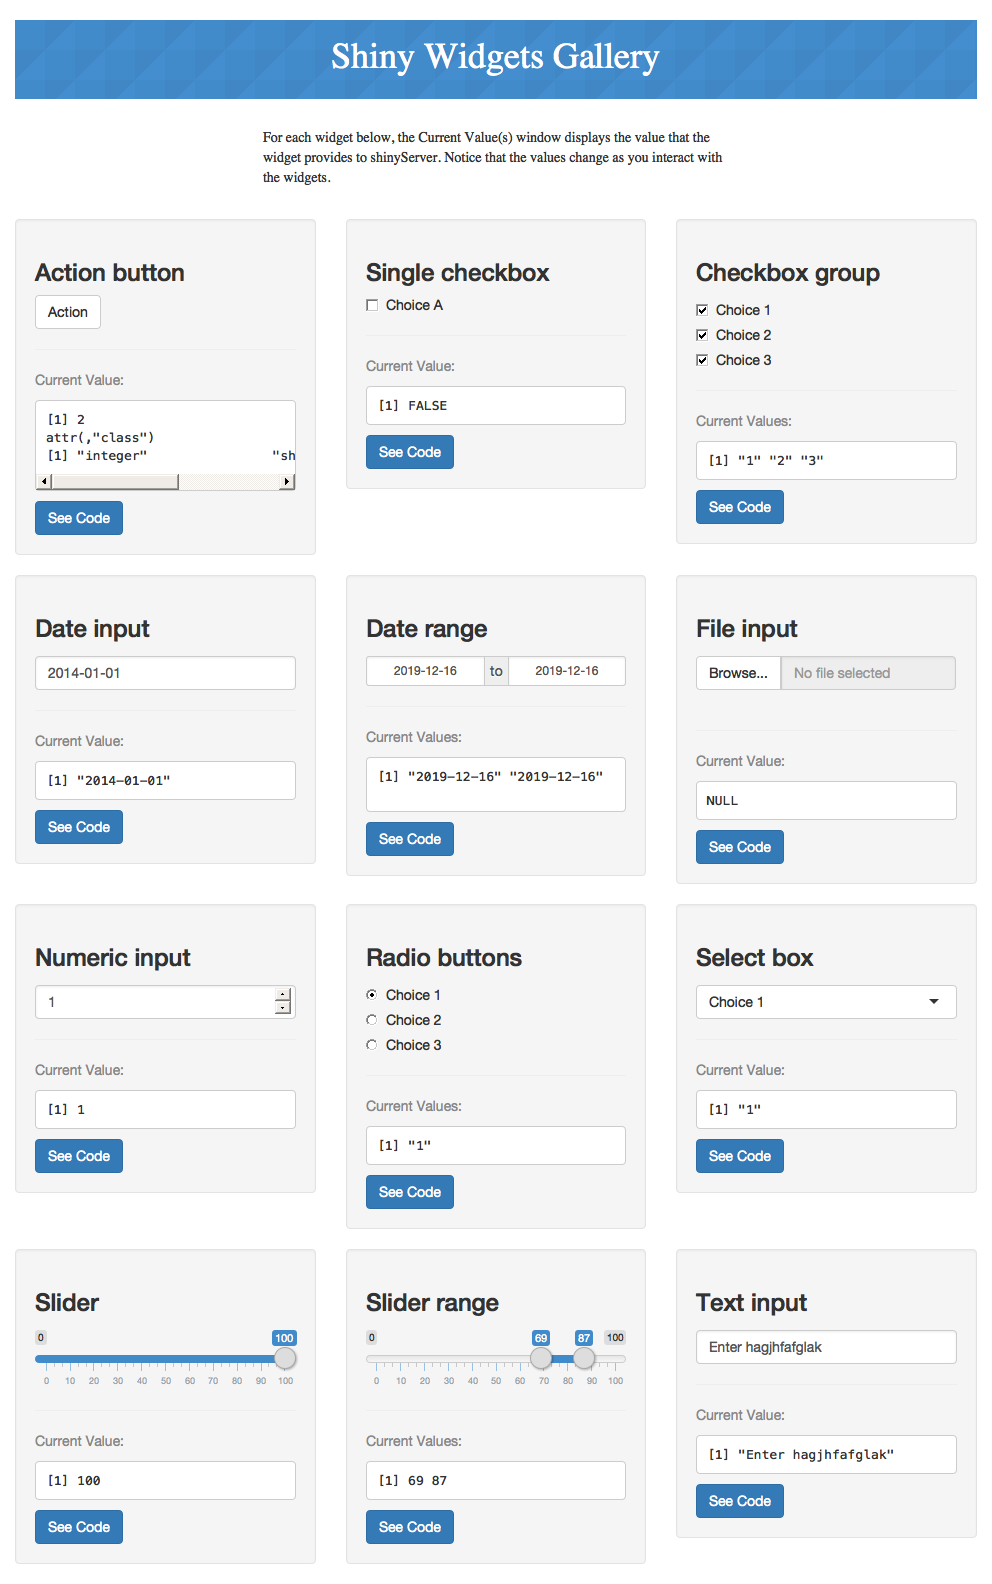 Shiny Widgets Gallery
For each widget below, the Current Value(s) window displays the value that the
widget provides to shinyServer. Notice that the values change as you interact with
the widgets.
Action button
Action
Current Value:
[1] 2
attr(,"class")
[1] "integer" "sh
See Code
Single checkbox
Choice A
Current Value:
[1] FALSE
See Code
Checkbox group
Choice 1
Choice 2
Choice 3
Current Values:
[1] "1" "2" "3"
See Code
Date input
2014-01-01
Current Value:
[1] "2014-01-01"
See Code
Date range
2019-12-16 to 2019-12-16
Current Values:
[1] "2019-12-16" "2019-12-16"
See Code
File input
Browse... No file selected
Current Value:
NULL
See Code
Numeric input
1
Current Value:
[1] 1
See Code
Radio buttons
Choice 1
Choice 2
Choice 3
Current Values:
[1] "1"
See Code
Select box
Choice 1
Current Value:
[1] "1"
See Code
Slider
0 100
0 10 20 30 40 50 60 70 80 90 100
Current Value:
[1] 100
See Code
Slider range
0 69 87 100
0 10 20 30 40 50 60 70 80 90 100
Current Values:
[1] 69 87
See Code
Text input
Enter hagjhfafglak
Current Value:
[1] "Enter hagjhfafglak"
See Code